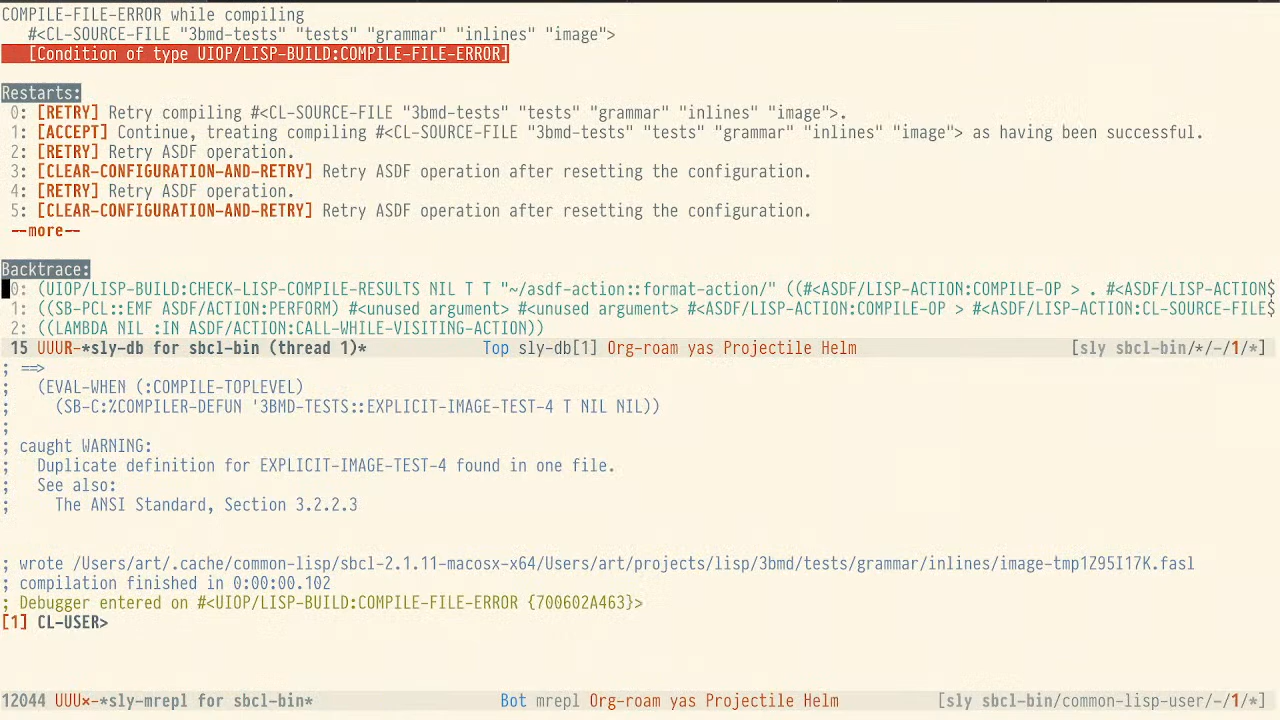 COMPILE-FILE-ERROR while compiling
#<CL-SOURCE-FILE "3bmd-tests" "tests" "grammar" "inlines" "image">
[Condition of type UIOP/LISP-BUILD:COMPILE-FILE-ERROR]
Restarts:
0: [RETRY] Retry compiling #<CL-SOURCE-FILE "3bmd-tests" "tests" "grammar" "inlines" "image">.
1: [ACCEPT] Continue, treating compiling #<CL-SOURCE-FILE "3bmd-tests" "tests" "grammar" "inlines" "image"> as having been successful.
2: [RETRY] Retry ASDF operation.
3: [CLEAR-CONFIGURATION-AND-RETRY] Retry ASDF operation after resetting the configuration.
4: [RETRY] Retry ASDF operation.
5: [CLEAR-CONFIGURATION-AND-RETRY] Retry ASDF operation after resetting the configuration.
--more--
Backtrace:
0: (UIOP/LISP-BUILD:CHECK-LISP-COMPILE-RESULTS NIL T T "~/asdf-action::format-action/" ((#<ASDF/LISP-ACTION:COMPILE-OP > . #<ASDF/LISP-ACTION$
1: ((SB-PCL::EMF ASDF/ACTION:PERFORM) #<unused argument> #<unused argument> #<ASDF/LISP-ACTION:COMPILE-OP > #<ASDF/LISP-ACTION:CL-SOURCE-FILE$
2: ((LAMBDA NIL :IN ASDF/ACTION:CALL-WHILE-VISITING-ACTION))
15 UUUR-*sly-db for sbcl-bin (thread 1)* Top sly-db[1] Org-roam yas Projectile Helm [sly sbcl-bin/*/-/1/*]
; ==>
; (EVAL-WHEN (:COMPILE-TOPLEVEL)
; (SB-C:%COMPILER-DEFUN '3BMD-TESTS::EXPLICIT-IMAGE-TEST-4 T NIL NIL))
;
; caught WARNING:
; Duplicate definition for EXPLICIT-IMAGE-TEST-4 found in one file.
; See also:
; The ANSI Standard, Section 3.2.2.3
; wrote /Users/art/.cache/common-lisp/sbcl-2.1.11-macosx-x64/Users/art/projects/lisp/3bmd/tests/grammar/inlines/image-tmp1295I17K.fasl
; compilation finished in 0:00:00.102
; Debugger entered on #<UIOP/LISP-BUILD:COMPILE-FILE-ERROR {700602A463}>
[1] CL-USER>
12044 UUU×-*sly-mrepl for sbcl-bin* Bot mrepl Org-roam yas Projectile Helm [sly sbcl-bin/common-lisp-user/-/1/*]